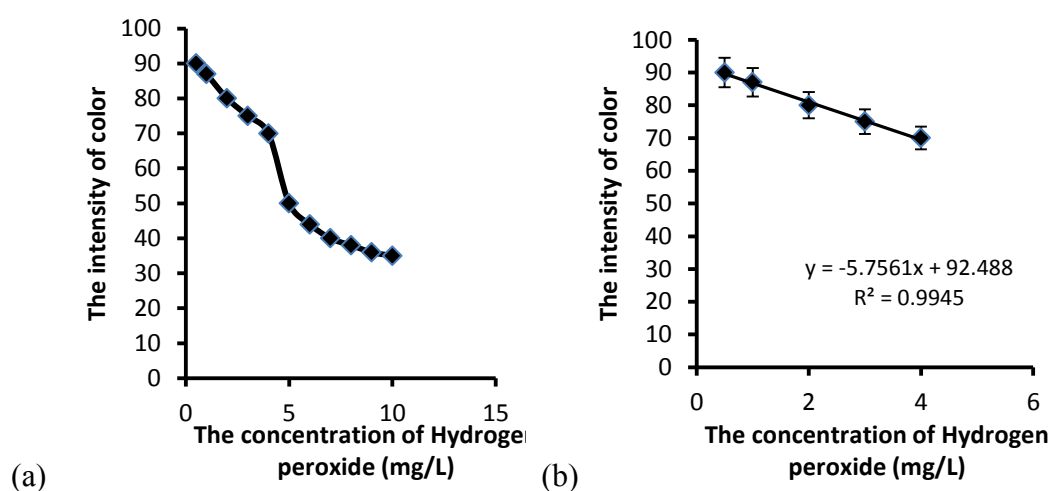 100
90
80
70
60
50
40
30
20
10
0
The intensity of color
0 5 10 15
The concentration of Hydrogen
peroxide (mg/L)
(a)
100
90
80
70
60
50
40
30
20
10
0
The intensity of color
y = -5.7561x + 92.488
R² = 0.9945
0 2 4 6
The concentration of Hydrogen
peroxide (mg/L)
(b)